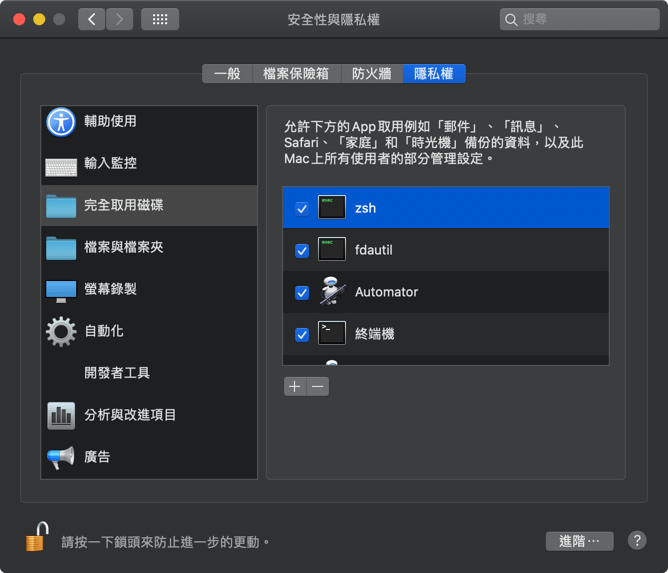 安全性與隱私權
搜尋
一般
檔案保險箱
防火牆
隱私權
輔助使用
輸入監控
完全取用磁碟
檔案與檔案夾
螢幕錄製
自動化
開發者工具
分析與改進項目
廣告
允許下方的App取用例如「郵件」、「訊息」、
Safari、「家庭」和「時光機」備份的資料，以及此
Mac上所有使用者的部分管理設定。
zsh
fdautil
Automator
終端機
請按一下鎖頭來防止進一步的更動。
進階⋯
?